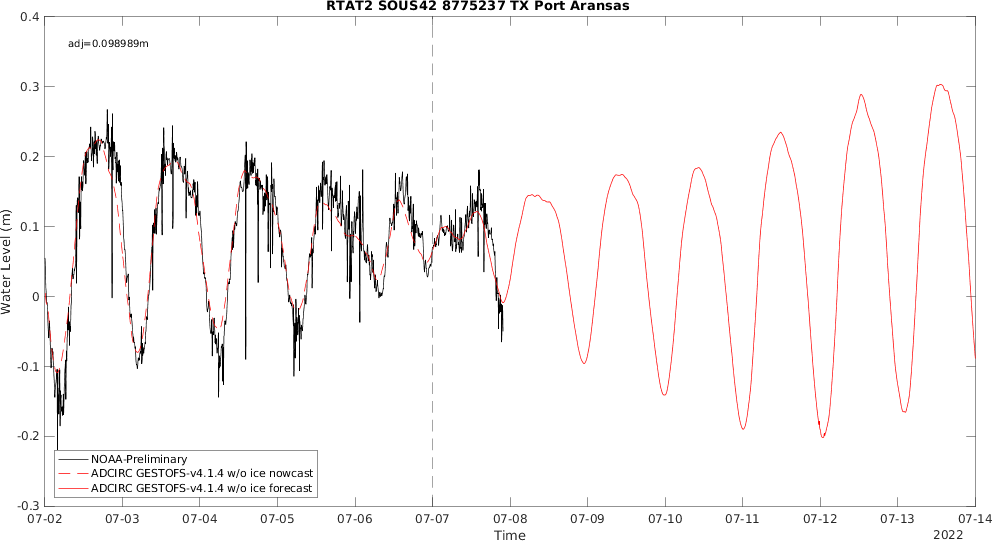 RTAT2 SOUS42 8775237 TX Port Aransas
adj=0.098989m
Water Level (m)
0.4
0.3
0.2
0.1
0
-0.1
-0.2
-0.3
NOAA-Preliminary
ADCIRC GESTOFS-v4.1.4 w/o ice nowcast
ADCIRC GESTOFS-v4.1.4 w/o ice forecast
07-02 07-03 07-04 07-05 07-06 07-07 07-08 07-09 07-10 07-11 07-12 07-13 07-14
Time
2022